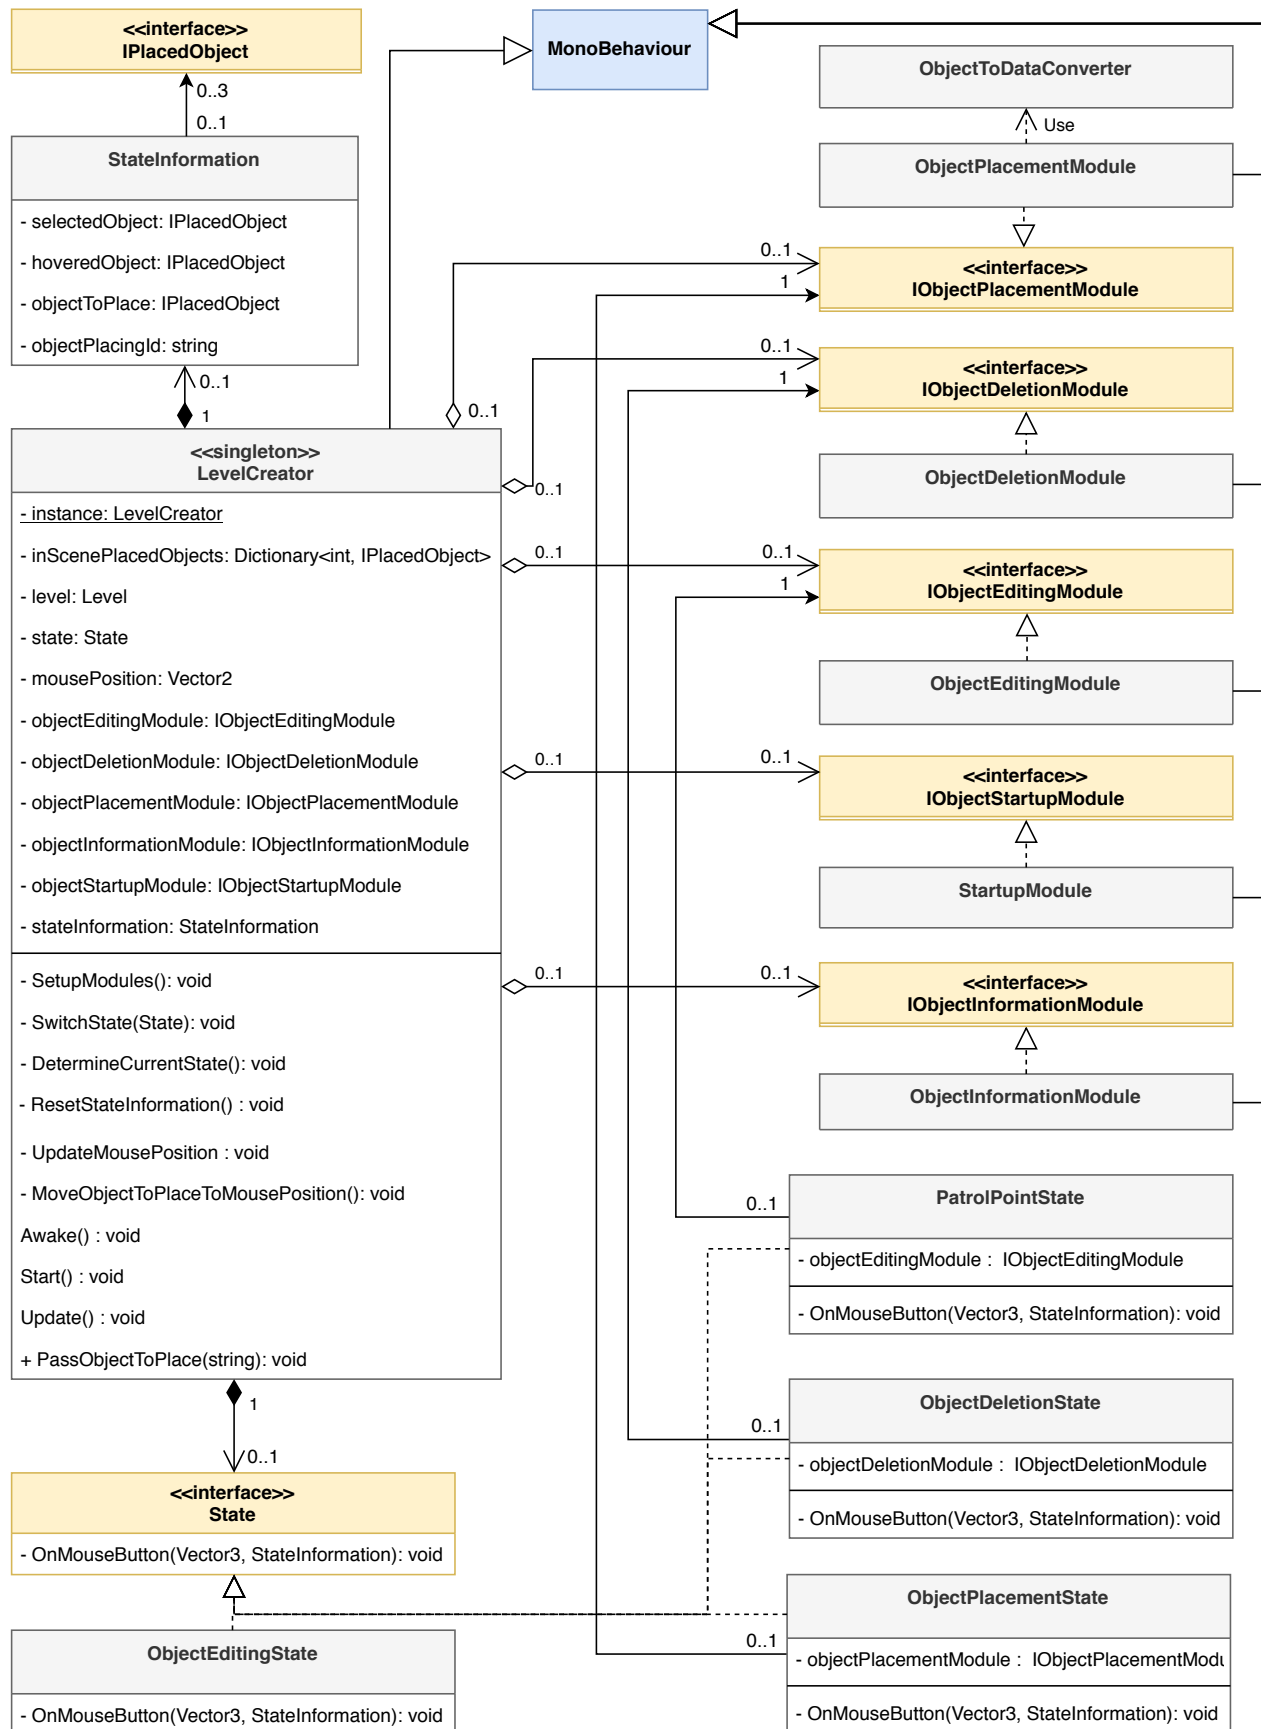 <<interface>>
IPlacedObject
0..3
0..1
StateInformation
- selectedObject: IPlacedObject
- hoveredObject: IPlacedObject
- objectToPlace: IPlacedObject
- objectPlacingId: string
0..1
1
<<singleton>>
LevelCreator
- instance: LevelCreator
- inScenePlacedObjects: Dictionary<int, IPlacedObject>
- level: Level
- state: State
- mousePosition: Vector2
- objectEditingModule: IObjectEditingModule
- objectDeletionModule: IObjectDeletionModule
- objectPlacementModule: IObjectPlacementModule
- objectInformationModule: IObjectInformationModule
- objectStartupModule: IObjectStartupModule
- stateInformation: StateInformation
- SetupModules(): void
- SwitchState(State): void
- DetermineCurrentState(): void
- ResetStateInformation() : void
- UpdateMousePosition : void
- MoveObjectToPlaceToMousePosition(): void
Awake() : void
Start() : void
Update() : void
+ PassObjectToPlace(string): void
1
0..1
<<interface>>
State
- OnMouseButton(Vector3, StateInformation): void
ObjectEditingState
- OnMouseButton(Vector3, StateInformation): void
MonoBehaviour
ObjectToDataConverter
Use
ObjectPlacementModule
0..1
1
0..1
<<interface>>
IObjectPlacementModule
0..1
1
0..1
<<interface>>
IObjectDeletionModule
ObjectDeletionModule
0..1
0..1
1
<<interface>>
IObjectEditingModule
ObjectEditingModule
0..1
0..1
<<interface>>
IObjectStartupModule
StartupModule
0..1
0..1
<<interface>>
IObjectInformationModule
ObjectInformationModule
0..1
PatrolPointState
- objectEditingModule : IObjectEditingModule
- OnMouseButton(Vector3, StateInformation): void
0..1
ObjectDeletionState
- objectDeletionModule : IObjectDeletionModule
- OnMouseButton(Vector3, StateInformation): void
0..1
ObjectPlacementState
- objectPlacementModule : IObjectPlacementModu
- OnMouseButton(Vector3, StateInformation): void